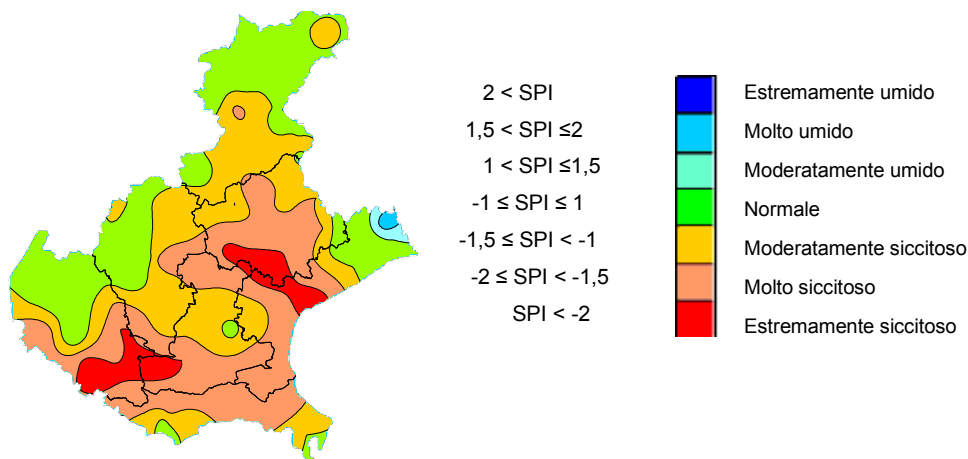 2 < SPI Estremamente umido
1,5 < SPI ≤2 Molto umido
1 < SPI ≤1,5 Moderatamente umido
-1 ≤ SPI ≤ 1 Normale
-1,5 ≤ SPI < -1 Moderatamente siccitoso
-2 ≤ SPI < -1,5 Molto siccitoso
SPI < -2 Estremamente siccitoso